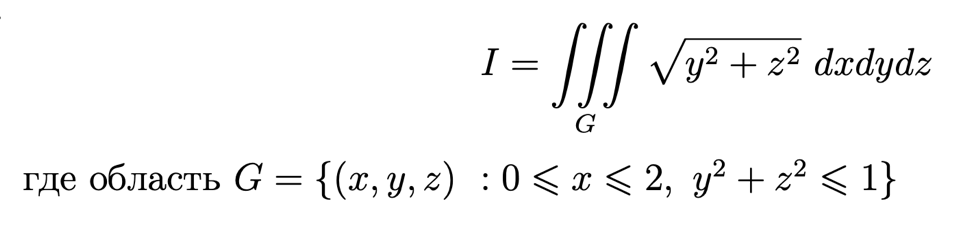 I = ∭_G √(y² + z²) dxdydz
где область G = {(x, y, z) : 0 ⩽ x ⩽ 2, y² + z² ⩽ 1}